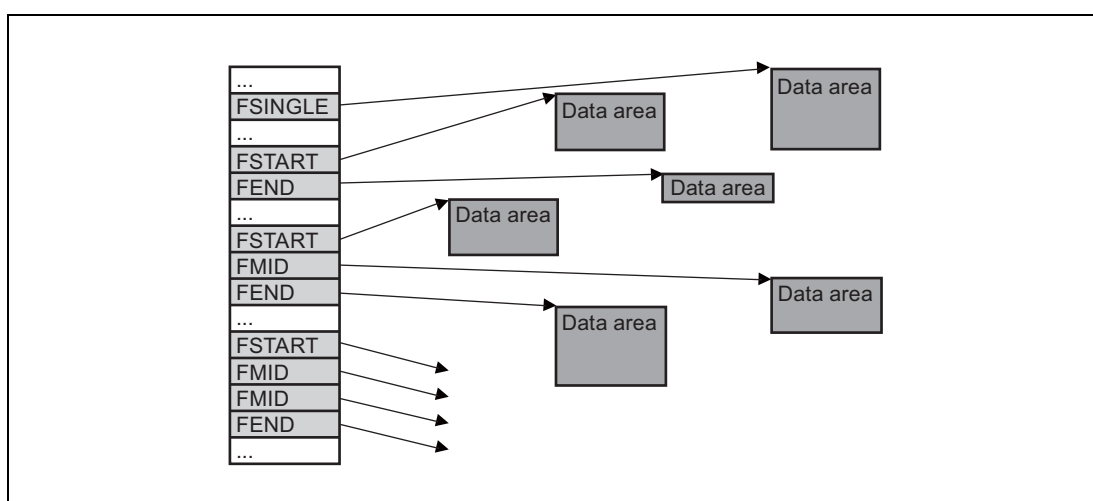 ...
FSINGLE
...
FSTART
FEND
...
FSTART
FMID
FEND
...
FSTART
FMID
FMID
FEND
...
Data area
Data area
Data area
Data area
Data area
Data area